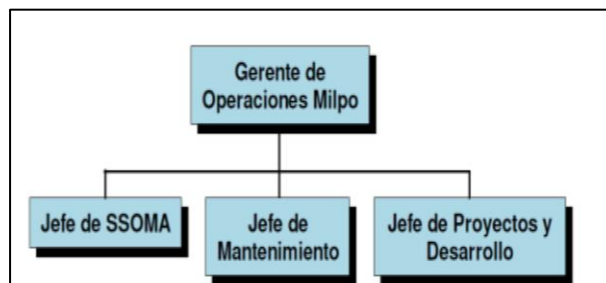 Gerente de
Operaciones Milpo
Jefe de SSOMA
Jefe de
Mantenimiento
Jefe de Proyectos y
Desarrollo